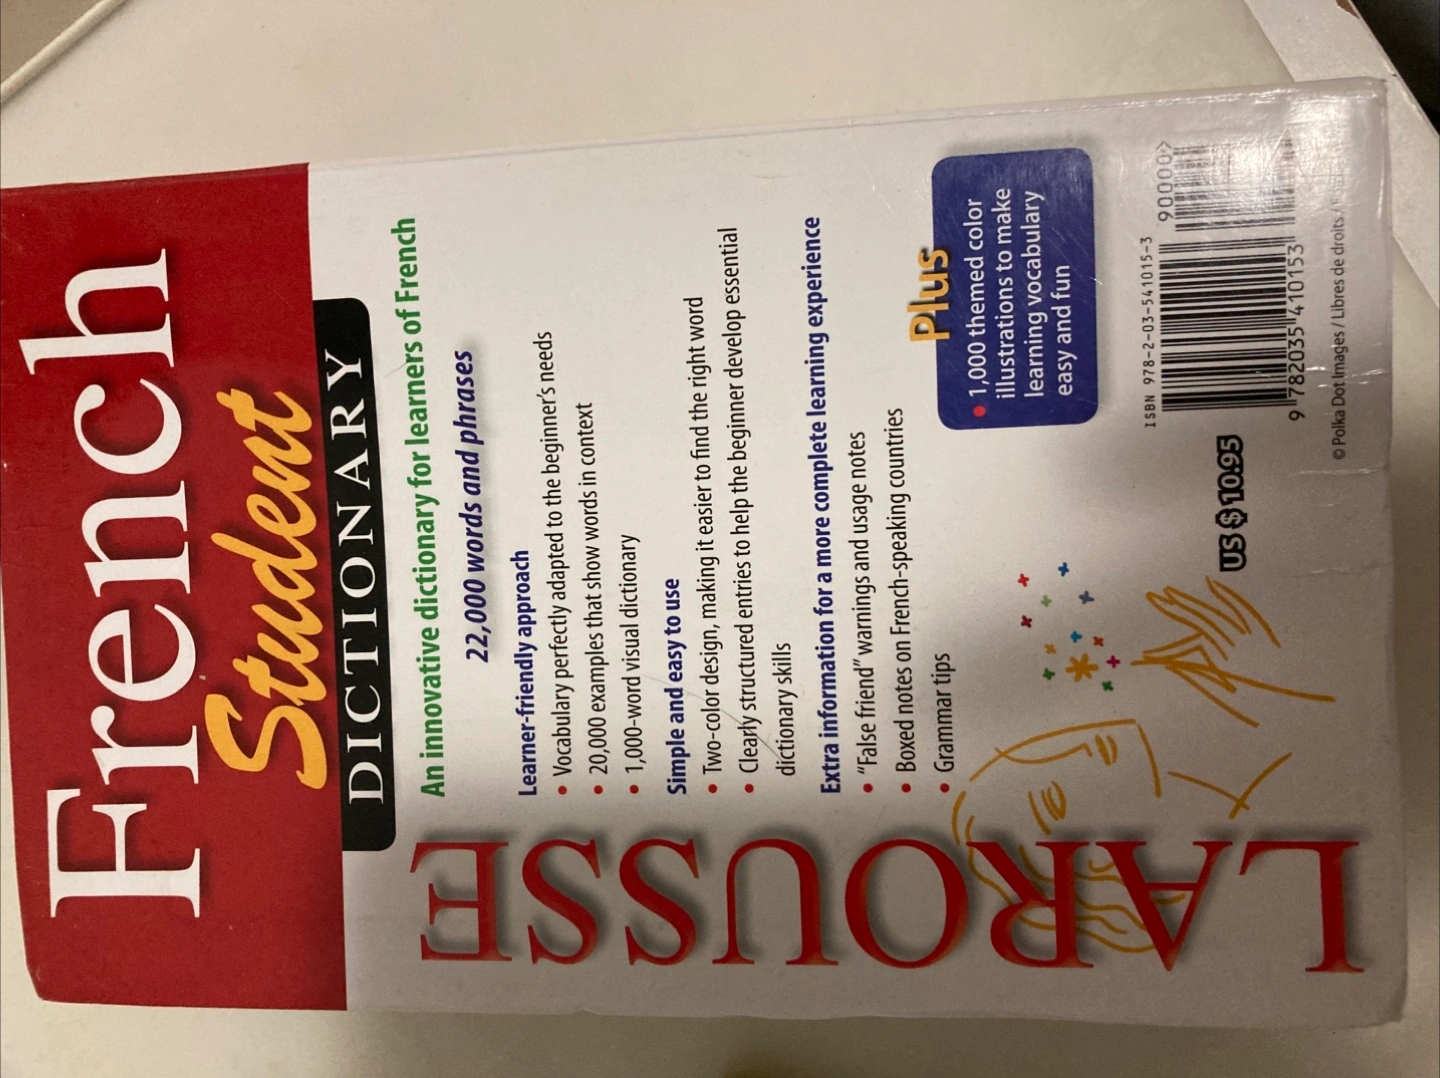 French
Student
DICTIONARY
An innovative dictionary for learners of French
22,000 words and phrases
Learner-friendly approach
• Vocabulary perfectly adapted to the beginner's needs
• 20,000 examples that show words in context
• 1,000-word visual dictionary
Simple and easy to use
• Two-color design, making it easier to find the right word
• Clearly structured entries to help the beginner develop essential
dictionary skills
Extra information for a more complete learning experience
• "False friend" warnings and usage notes
• Boxed notes on French-speaking countries
• Grammar tips
Plus
• 1,000 themed color
illustrations to make
learning vocabulary
easy and fun
LAROUSSE
US $ 10.95
ISBN 978-2-03-541015-3
90000>
9 782035 410153
© Polka Dot Images / Libres de droits /